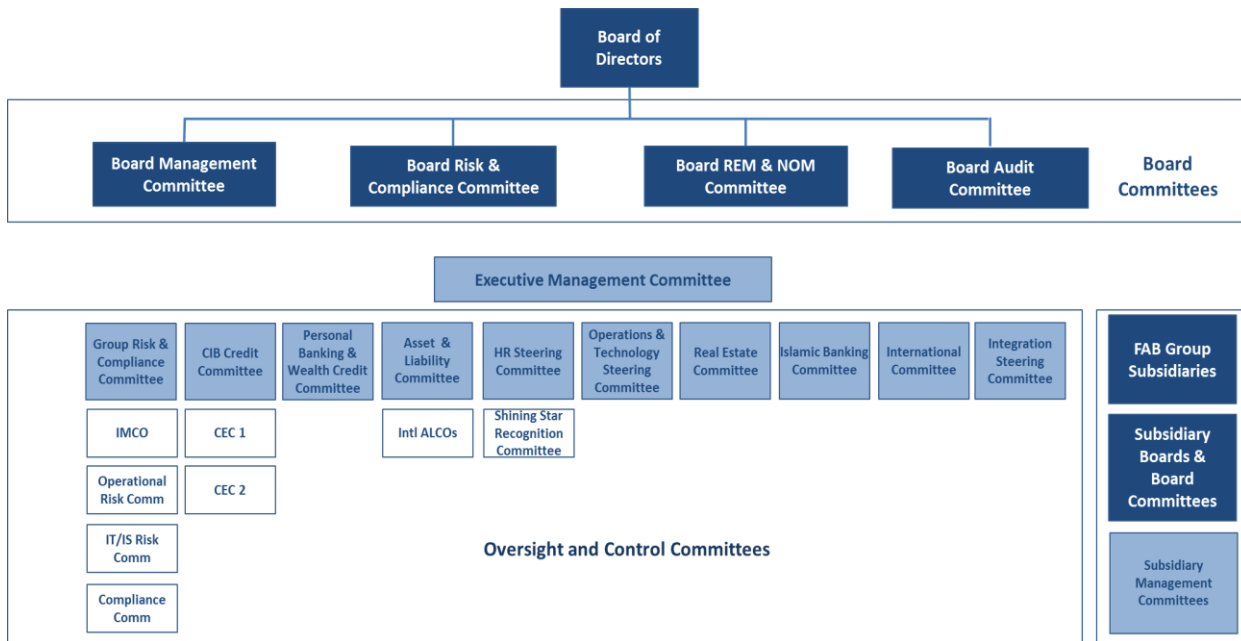 Board of
Directors
Board Management
Committee
Board Risk &
Compliance Committee
Board REM & NOM
Committee
Board Audit
Committee
Board
Committees
Executive Management Committee
Group Risk &
Compliance
Committee
CIB Credit
Committee
Personal
Banking &
Wealth Credit
Committee
Asset &
Liability
Committee
HR Steering
Committee
Operations &
Technology
Steering
Committee
Real Estate
Committee
Islamic Banking
Committee
International
Committee
Integration
Steering
Committee
FAB Group
Subsidiaries
IMCO
CEC 1
Intl ALCOs
Shining Star
Recognition
Committee
Subsidiary
Boards &
Board
Committees
Operational
Risk Comm
CEC 2
IT/IS Risk
Comm
Oversight and Control Committees
Subsidiary
Management
Committees
Compliance
Comm